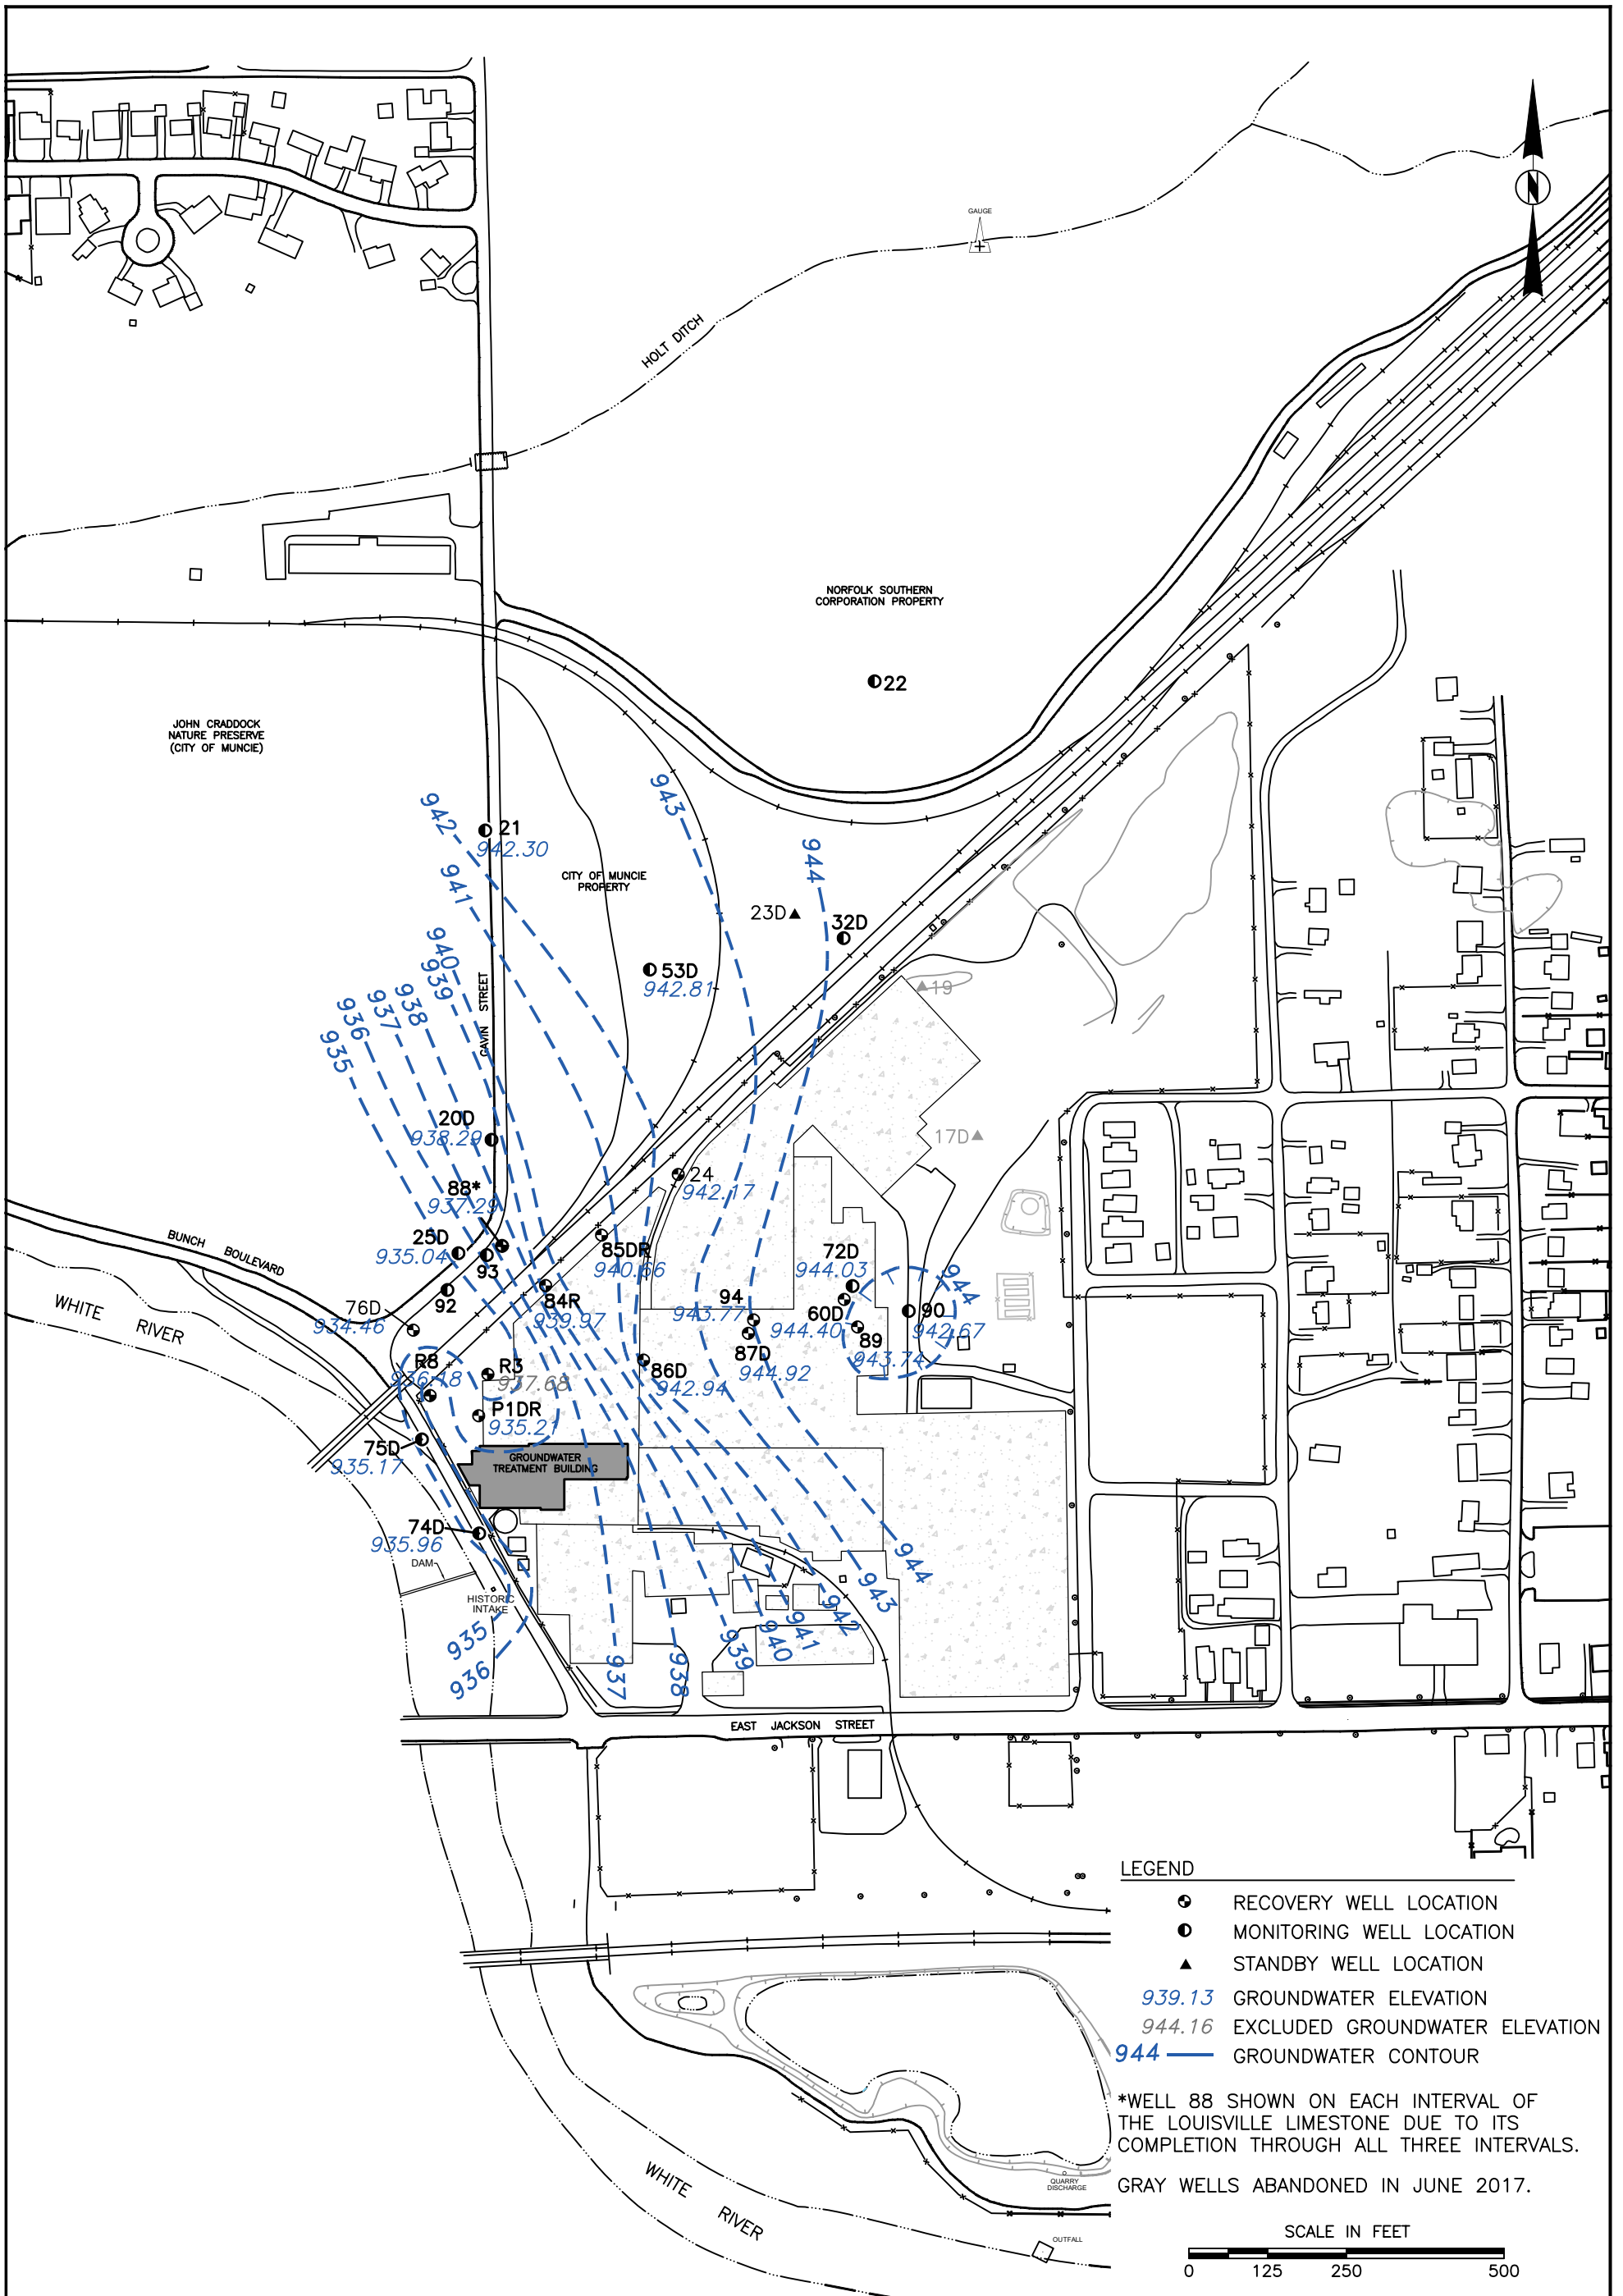 GAUGE
N
HOLT DITCH
NORFOLK SOUTHERN
CORPORATION PROPERTY
22
JOHN CRADDOCK
NATURE PRESERVE
(CITY OF MUNCIE)
943
942
21
942.30
944
941
CITY OF MUNCIE
PROPERTY
23D
32D
940
939
53D
942.81
19
938
937
936
935
GAVIN STREET
20D
938.29
17D
88*
937.29
24
942.17
BUNCH BOULEVARD
25D
935.04
93
85DR
940.66
72D
944.03
944
92
84R
939.97
94
943.77
60D
944.40
90
942.67
WHITE RIVER
76D
934.46
89
943.74
87D
944.92
R8
936.18
R3
937.68
86D
942.94
P1DR
935.21
75D
935.17
GROUNDWATER
TREATMENT BUILDING
74D
935.96
DAM
HISTORIC
INTAKE
935
936
937
938
939
940
941
942
943
944
EAST JACKSON STREET
WHITE RIVER
QUARRY
DISCHARGE
OUTFALL
LEGEND
RECOVERY WELL LOCATION
MONITORING WELL LOCATION
STANDBY WELL LOCATION
939.13 GROUNDWATER ELEVATION
944.16 EXCLUDED GROUNDWATER ELEVATION
944 GROUNDWATER CONTOUR
*WELL 88 SHOWN ON EACH INTERVAL OF
THE LOUISVILLE LIMESTONE DUE TO ITS
COMPLETION THROUGH ALL THREE INTERVALS.
GRAY WELLS ABANDONED IN JUNE 2017.
SCALE IN FEET
0 125 250 500